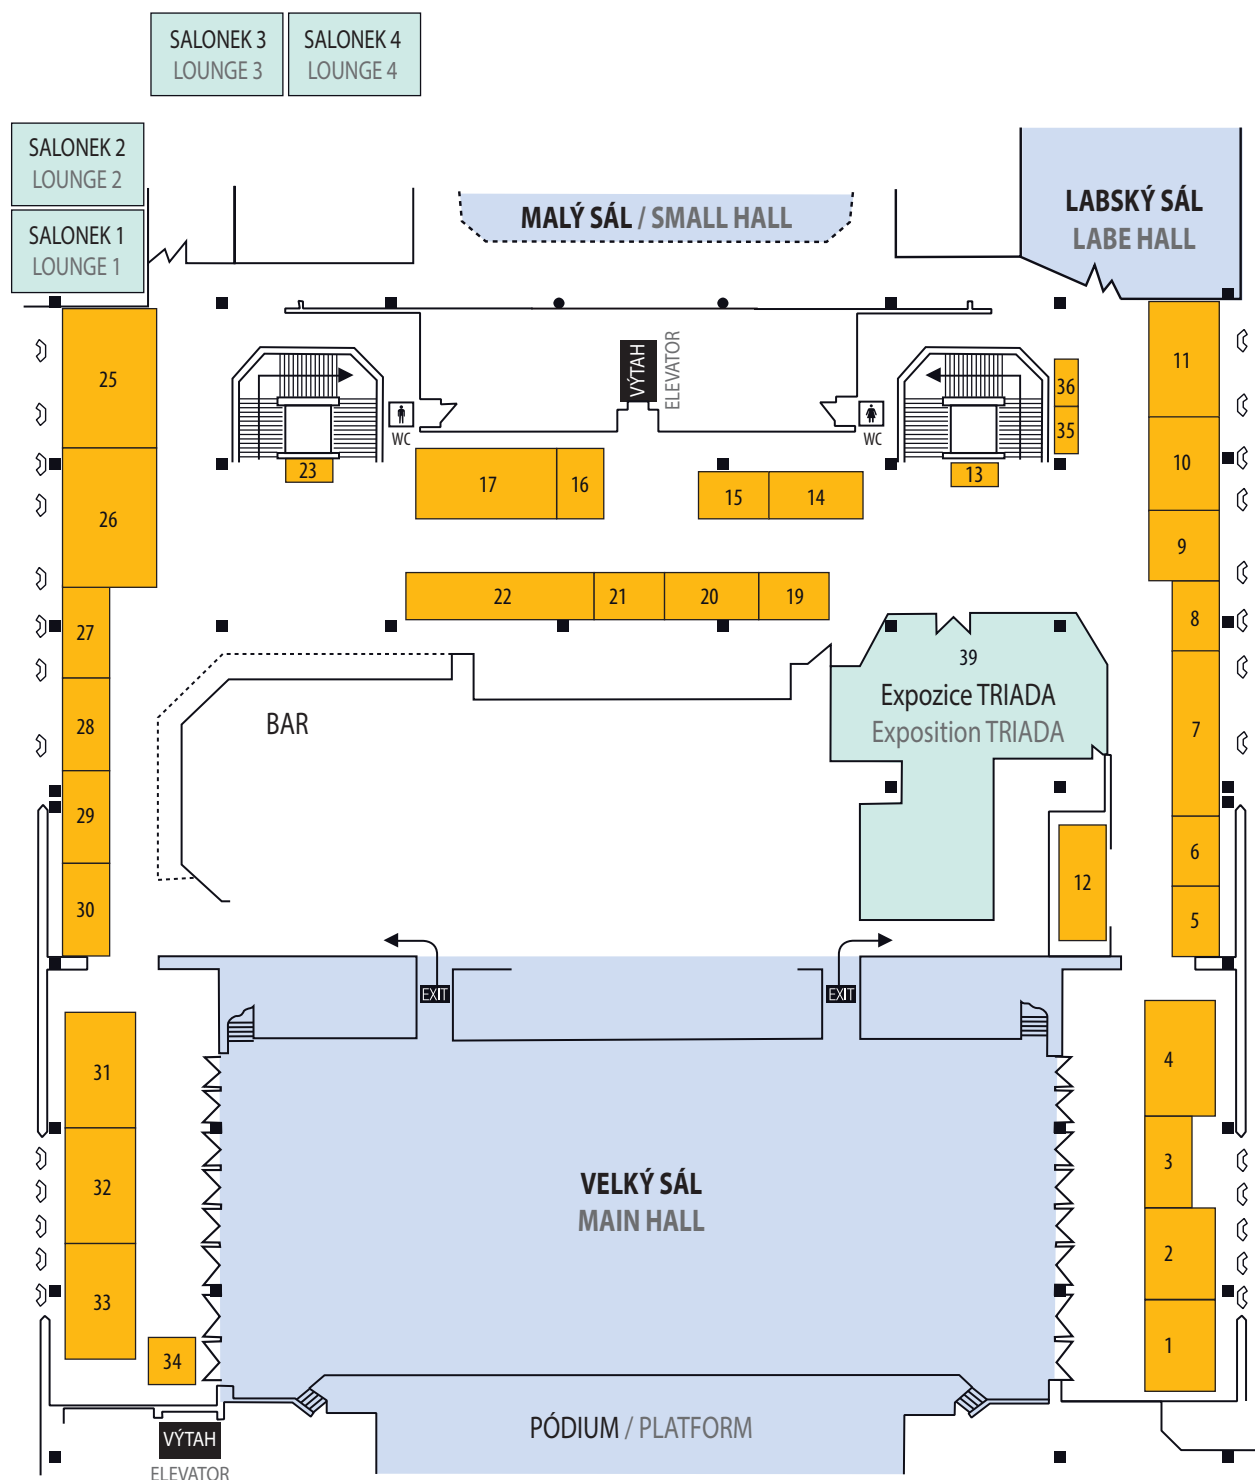 SALONEK 3
LOUNGE 3
SALONEK 4
LOUNGE 4
SALONEK 2
LOUNGE 2
SALONEK 1
LOUNGE 1
MALÝ SÁL / SMALL HALL
LABSKÝ SÁL
LABE HALL
VÝTAH
ELEVATOR
WC
WC
25
26
23
17
16
15
14
13
36
35
11
10
9
8
22
21
20
19
27
28
29
30
BAR
39
Expozice TRIADA
Exposition TRIADA
7
6
5
12
EXIT
EXIT
31
32
33
34
4
3
2
1
VELKÝ SÁL
MAIN HALL
PÓDIUM / PLATFORM
VÝTAH
ELEVATOR